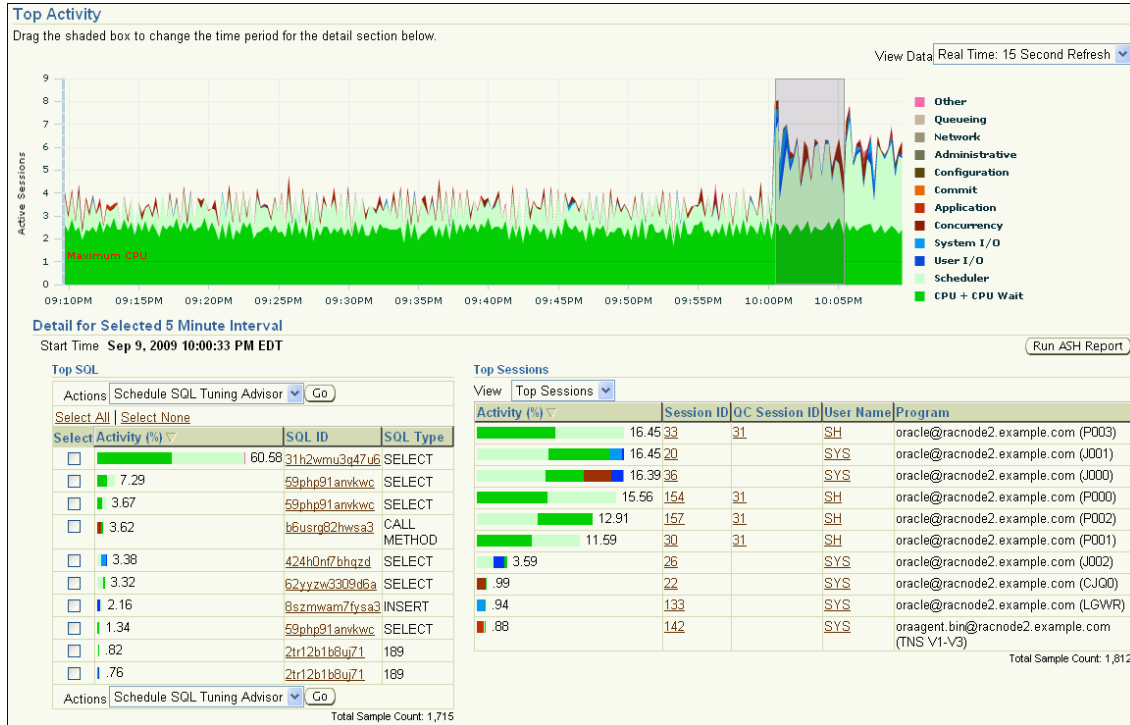 Top Activity
Drag the shaded box to change the time period for the detail section below.
View Data Real Time: 15 Second Refresh
9
8
7
6
5
4
3
2
1
0
Active Sessions
Maximum CPU
09:10PM 09:15PM 09:20PM 09:25PM 09:30PM 09:35PM 09:40PM 09:45PM 09:50PM 09:55PM 10:00PM 10:05PM
Other
Queueing
Network
Administrative
Configuration
Commit
Application
Concurrency
System I/O
User I/O
Scheduler
CPU + CPU Wait
Detail for Selected 5 Minute Interval
Start Time Sep 9, 2009 10:00:33 PM EDT
Run ASH Report
Top SQL
Actions Schedule SQL Tuning Advisor Go
Select All | Select None
Select Activity (%) SQL ID SQL Type
60.58 31h2wmu3q47u6 SELECT
7.29 59php91anvkwc SELECT
3.67 59php91anvkwc SELECT
3.62 b6usrg82hwsa3 CALL METHOD
3.38 424h0nf7bhqzd SELECT
3.32 62yyzw3309d6a SELECT
2.16 8szmwam7fysa3 INSERT
1.34 59php91anvkwc SELECT
.82 2tr12b1b8uj71 189
.76 2tr12b1b8uj71 189
Actions Schedule SQL Tuning Advisor Go
Total Sample Count: 1,715
Top Sessions
View Top Sessions
Activity (%) Session ID QC Session ID User Name Program
16.45 33 31 SH oracle@racnode2.example.com (P003)
16.45 20 SYS oracle@racnode2.example.com (J001)
16.39 36 SYS oracle@racnode2.example.com (J000)
15.56 154 31 SH oracle@racnode2.example.com (P000)
12.91 157 31 SH oracle@racnode2.example.com (P002)
11.59 30 31 SH oracle@racnode2.example.com (P001)
3.59 26 SYS oracle@racnode2.example.com (J002)
.99 22 SYS oracle@racnode2.example.com (CJQ0)
.94 133 SYS oracle@racnode2.example.com (LGWR)
.88 142 SYS oraagent.bin@racnode2.example.com
(TNS V1-V3)
Total Sample Count: 1,812